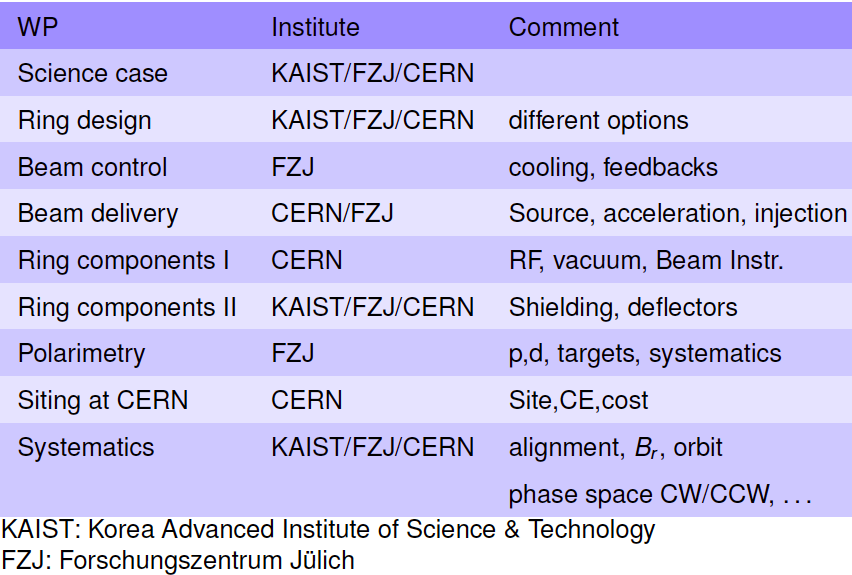 WP Institute Comment
Science case KAIST/FZJ/CERN
Ring design KAIST/FZJ/CERN different options
Beam control FZJ cooling, feedbacks
Beam delivery CERN/FZJ Source, acceleration, injection
Ring components I CERN RF, vacuum, Beam Instr.
Ring components II KAIST/FZJ/CERN Shielding, deflectors
Polarimetry FZJ p,d, targets, systematics
Siting at CERN CERN Site,CE,cost
Systematics KAIST/FZJ/CERN alignment, Br, orbit
phase space CW/CCW, ...
KAIST: Korea Advanced Institute of Science & Technology
FZJ: Forschungszentrum Jülich